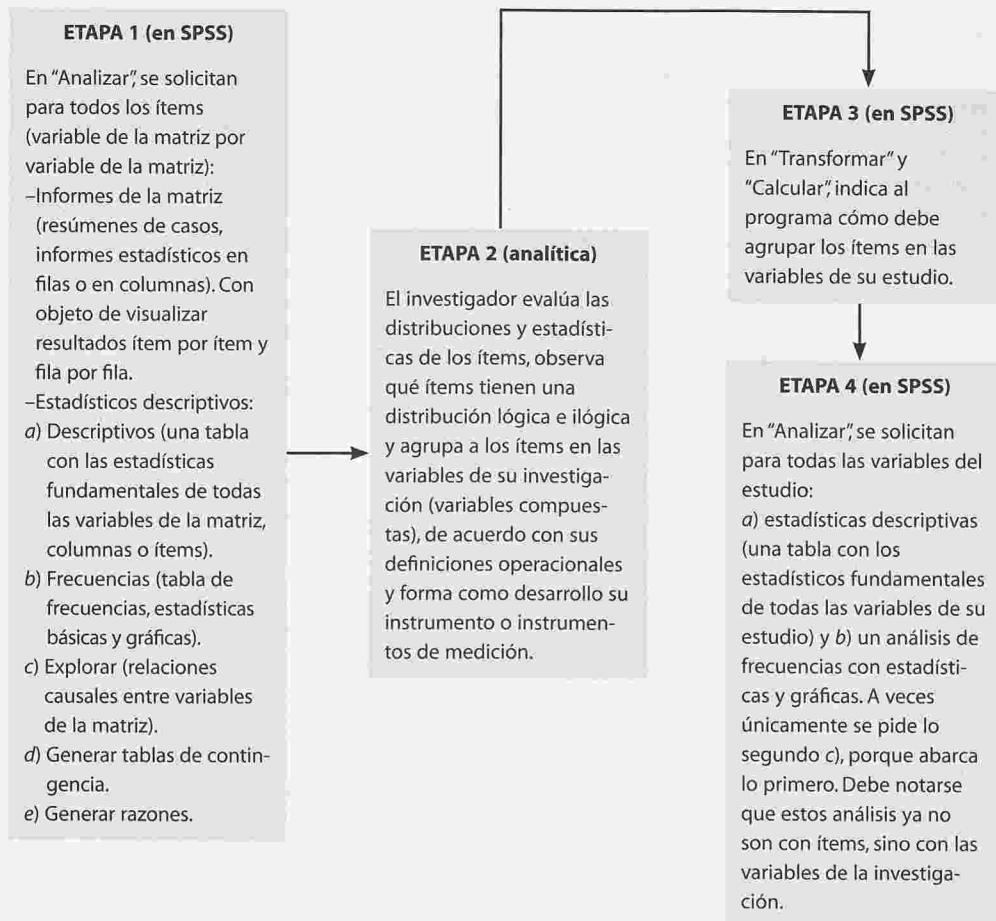 ETAPA 1 (en SPSS)
En “Analizar”, se solicitan
para todos los ítems
(variable de la matriz por
variable de la matriz):
–Informes de la matriz
(resúmenes de casos,
informes estadísticos en
filas o en columnas). Con
objeto de visualizar
resultados ítem por ítem y
fila por fila.
–Estadísticos descriptivos:
a) Descriptivos (una tabla
con las estadísticas
fundamentales de todas
las variables de la matriz,
columnas o ítems).
b) Frecuencias (tabla de
frecuencias, estadísticas
básicas y gráficas).
c) Explorar (relaciones
causales entre variables
de la matriz).
d) Generar tablas de contin-
gencia.
e) Generar razones.
ETAPA 2 (analítica)
El investigador evalúa las
distribuciones y estadísti-
cas de los ítems, observa
qué ítems tienen una
distribución lógica e ilógica
y agrupa a los ítems en las
variables de su investiga-
ción (variables compues-
tas), de acuerdo con sus
definiciones operacionales
y forma como desarrollo su
instrumento o instrumen-
tos de medición.
ETAPA 3 (en SPSS)
En “Transformar” y
“Calcular”, indica al
programa cómo debe
agrupar los ítems en las
variables de su estudio.
ETAPA 4 (en SPSS)
En “Analizar”, se solicitan
para todas las variables del
estudio:
a) estadísticas descriptivas
(una tabla con los
estadísticos fundamentales
de todas las variables de su
estudio) y b) un análisis de
frecuencias con estadísti-
cas y gráficas. A veces
únicamente se pide lo
segundo c), porque abarca
lo primero. Debe notarse
que estos análisis ya no
son con ítems, sino con las
variables de la investiga-
ción.